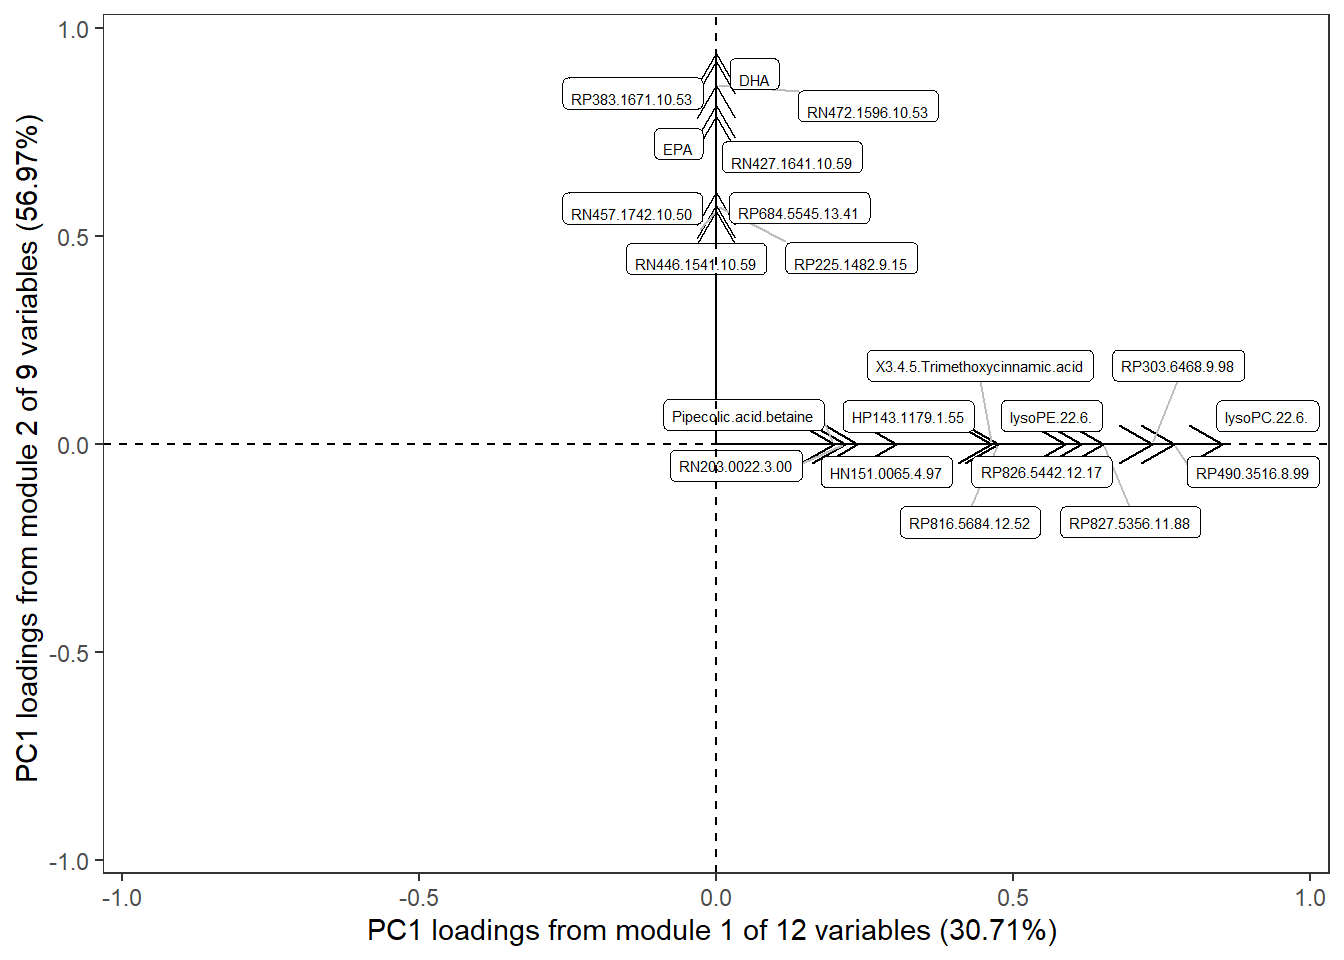 1.0
DHA
RP383.1671.10.53
RN472.1596.10.53
EPA
RN427.1641.10.59
RN457.1742.10.50
RP684.5545.13.41
0.5
RN446.1541.10.59
RP225.1482.9.15
X3.4.5.Trimethoxycinnamic.acid
RP303.6468.9.98
Pipecolic.acid.betaine
HP143.1179.1.55
lysoPE.22.6.
lysoPC.22.6.
0.0
RN203.0022.3.00
HN151.0065.4.97
RP826.5442.12.17
RP490.3516.8.99
RP816.5684.12.52
RP827.5356.11.88
-0.5
-1.0
PC1 loadings from module 2 of 9 variables (56.97%)
-1.0
-0.5
0.0
0.5
1.0
PC1 loadings from module 1 of 12 variables (30.71%)